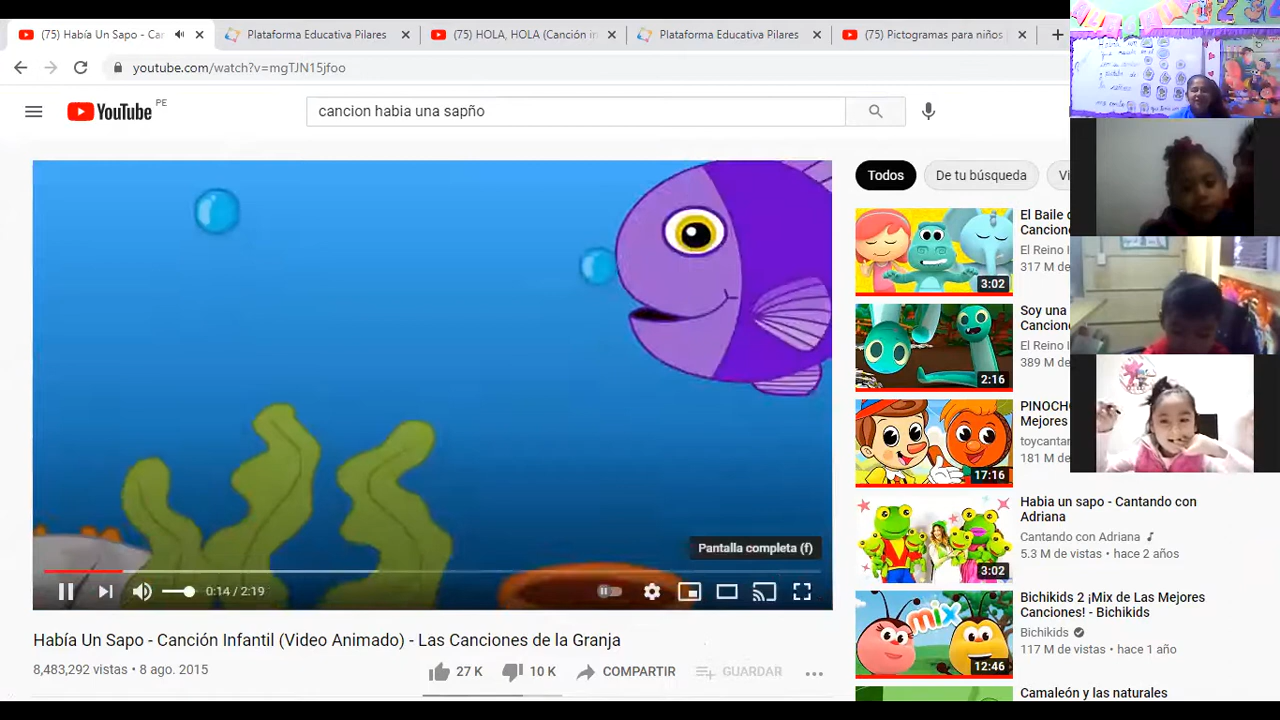 (75) Había Un Sapo - Can
Plataforma Educativa Pilares
(77) HOLA, HOLA (Canción in
Plataforma Educativa Pilares
(75) Pictogramas para niños
youtube.com/watch?v=mgTJN15jfoo
YouTube PE
cancion habia una sapño
Todos
De tu búsqueda
El Baile
Cancione
El Reino I
317 M de
3:02
Soy una
Cancion
El Reino I
389 M de
2:16
PINOCHO
Mejores
toycantar
181 M de
17:16
Habia un sapo - Cantando con
Adriana
Cantando con Adriana
5.3 M de vistas • hace 2 años
3:02
Bichikids 2 ¡Mix de Las Mejores
Canciones! - Bichikids
Bichikids
117 M de vistas • hace 1 año
mix
12:46
Camaleón y las naturales
Pantalla completa (f)
0:14 / 2:19
Había Un Sapo - Canción Infantil (Video Animado) - Las Canciones de la Granja
8,483,292 vistas • 8 ago. 2015
27 K
10 K
COMPARTIR
GUARDAR